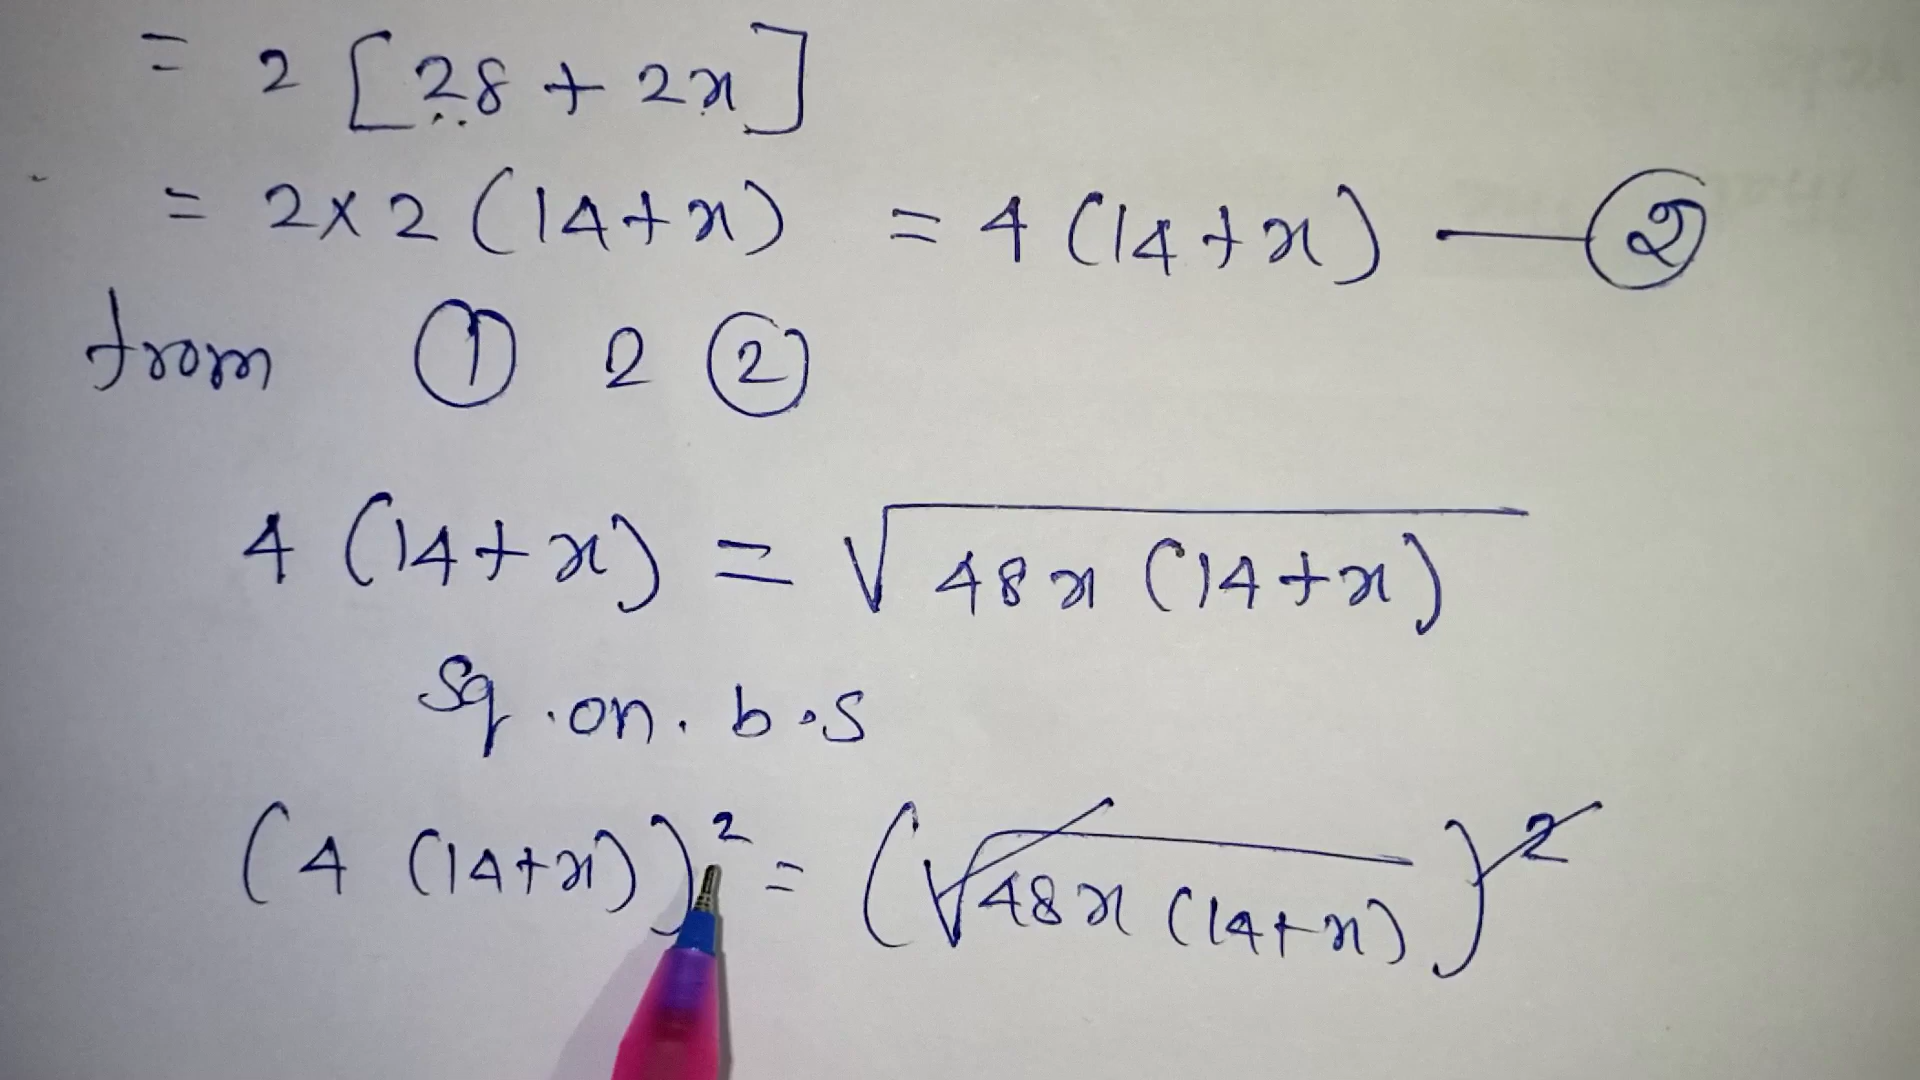 = 2 [28 + 2x]
= 2x2 (14+x) = 4 (14+x) — ②
from ① & ②
4 (14+x) = √48x (14+x)
Sq . on . b.s
(4 (14+x))² = (√48x (14+x))²